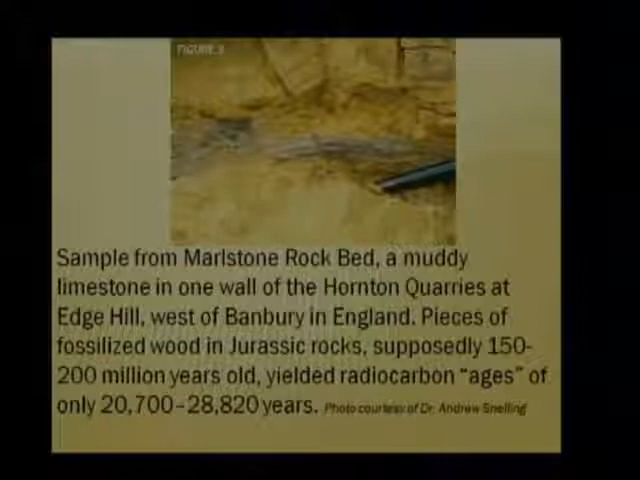 FIGURE 3
Sample from Marlstone Rock Bed, a muddy
limestone in one wall of the Hornton Quarries at
Edge Hill, west of Banbury in England. Pieces of
fossilized wood in Jurassic rocks, supposedly 150-
200 million years old, yielded radiocarbon “ages” of
only 20,700–28,820 years. Photo courtesy of Dr. Andrew Snelling